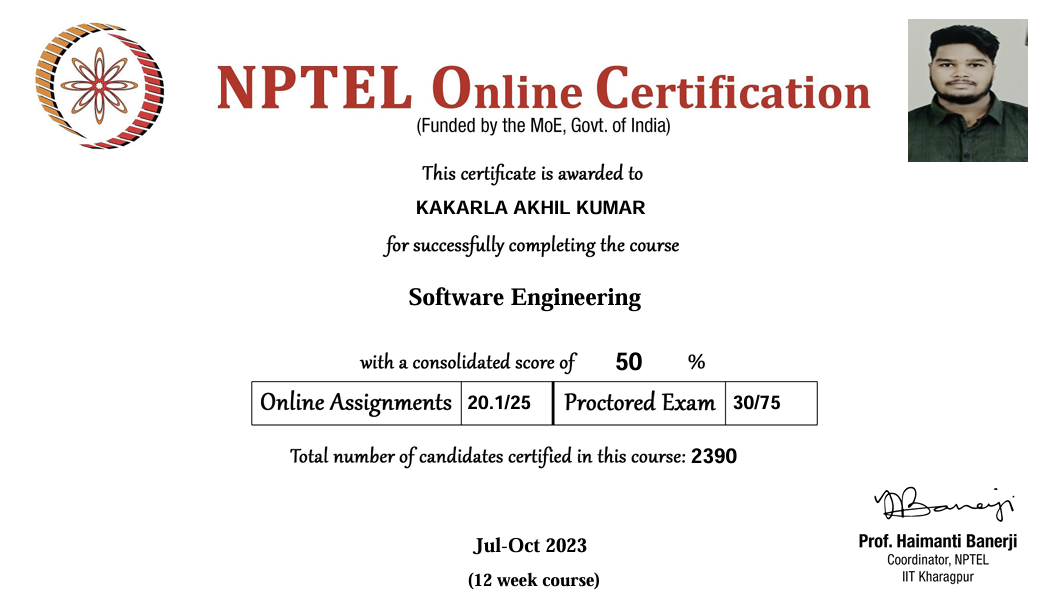 NPTEL Online Certification
(Funded by the MoE, Govt. of India)
This certificate is awarded to
KAKARLA AKHIL KUMAR
for successfully completing the course
Software Engineering
with a consolidated score of 50 %
Online Assignments 20.1/25 Proctored Exam 30/75
Total number of candidates certified in this course: 2390
Jul-Oct 2023
(12 week course)
Banerji
Prof. Haimanti Banerji
Coordinator, NPTEL
IIT Kharagpur